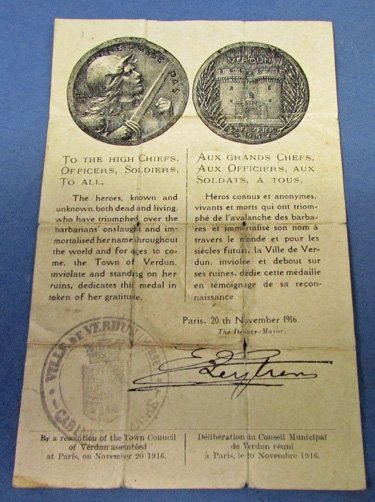 ON NE PASSE PAS
VERDUN
21 FEVRIER
1916
TO THE HIGH CHIEFS,
OFFICERS, SOLDIERS,
TO ALL,
The heroes, known and
unknown, both dead and living,
who have triumphed over the
barbarians' onslaught and im-
mortalised her name throughout
the world and for ages to co-
me, the Town of Verdun,
inviolate and standing on her
ruins, dedicates this medal in
token of her gratitude.
AUX GRANDS CHEFS,
AUX OFFICIERS, AUX
SOLDATS, A TOUS,
Héros connus et anonymes,
vivants et morts qui ont triom-
phé de l'avalanche des barba-
res et immortalisé son nom à
travers le monde et pour les
siècles futurs, la Ville de Ver-
dun, inviolée et debout sur
ses ruines, dédie cette médaille
en témoignage de sa recon-
naissance.
Paris, 20 th November 1916.
The Deputy-Mayor,
VILLE DE VERDUN
By a resolution of the Town Council
of Verdun assembled
at Paris, on November 20 1916.
Délibération du Conseil Municipal
de Verdun réuni
à Paris, le 20 Novembre 1916.